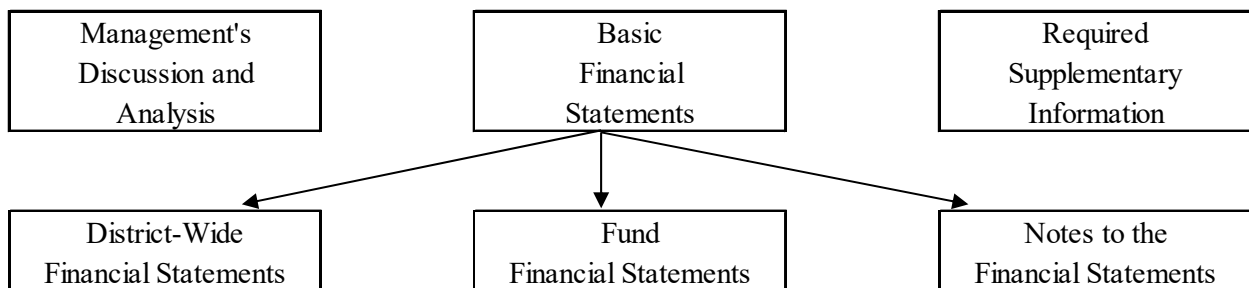 Management's
Discussion and
Analysis
Basic
Financial
Statements
Required
Supplementary
Information
District-Wide
Financial Statements
Fund
Financial Statements
Notes to the
Financial Statements